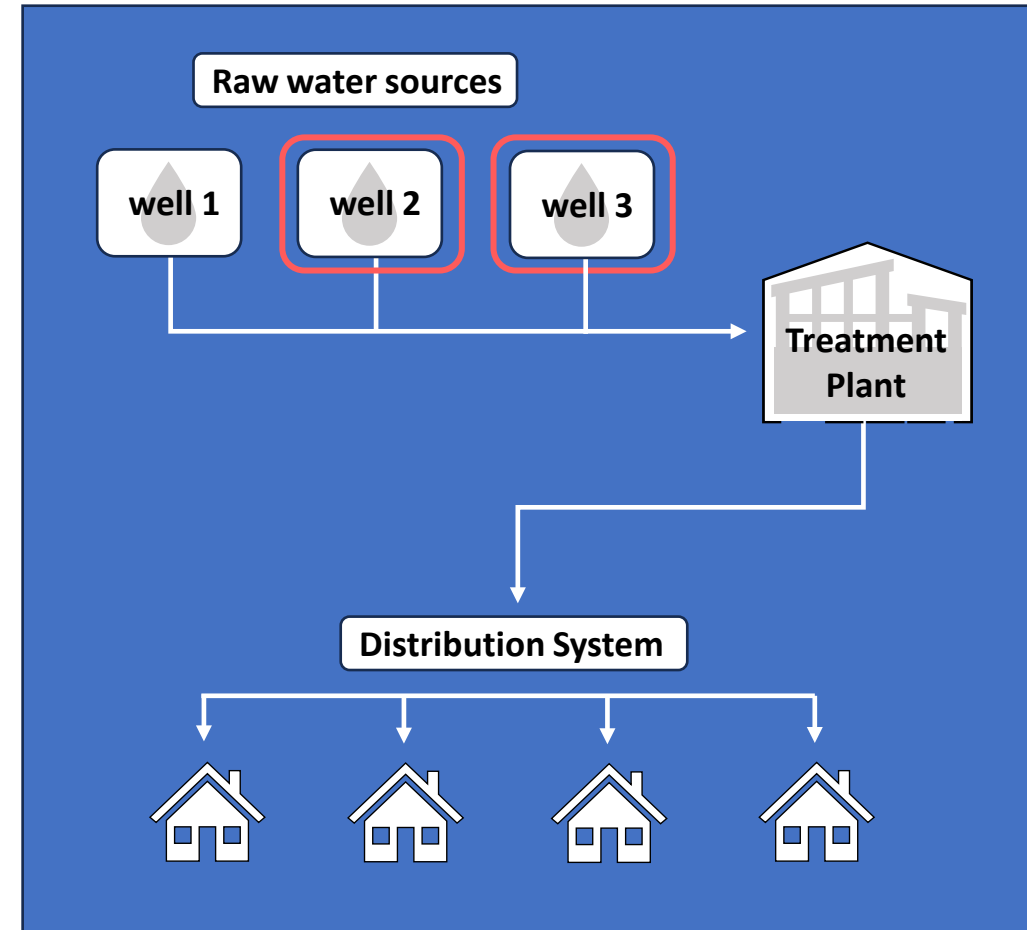 Raw water sources
well 1
well 2
well 3
Treatment
Plant
Distribution System